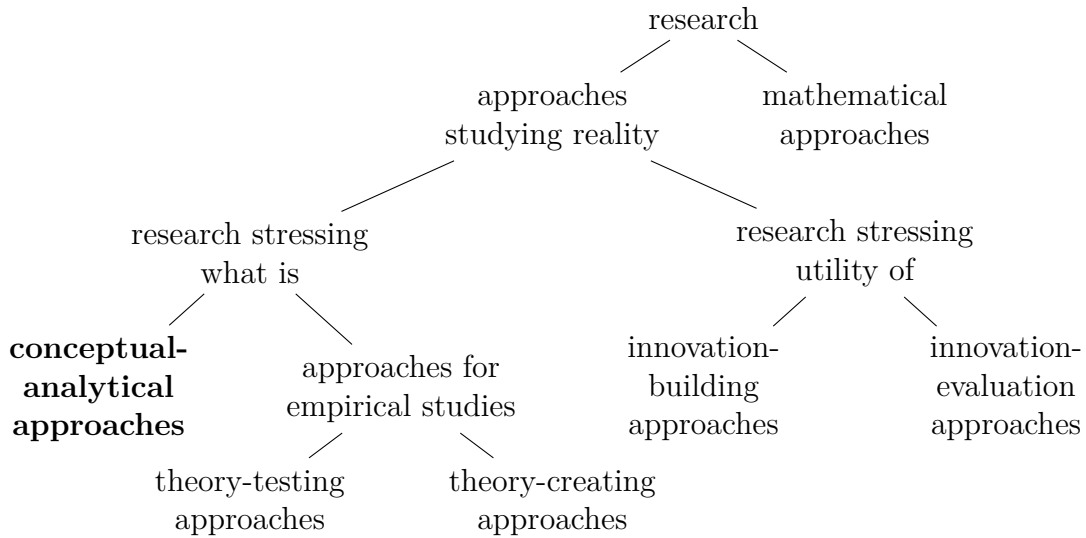 research
approaches
studying reality
mathematical
approaches
research stressing
what is
research stressing
utility of
conceptual-
analytical
approaches
approaches for
empirical studies
innovation-
building
approaches
innovation-
evaluation
approaches
theory-testing
approaches
theory-creating
approaches